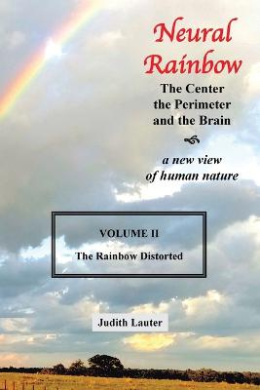 Neural
Rainbow
The Center
the Perimeter
and the Brain
a new view
of human nature
VOLUME II
The Rainbow Distorted
Judith Lauter